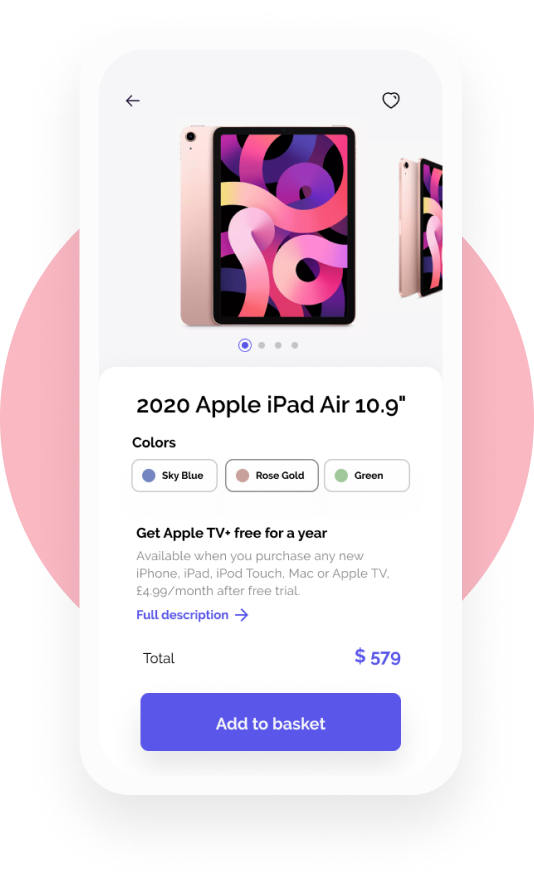 2020 Apple iPad Air 10.9"
Colors
Sky Blue
Rose Gold
Green
Get Apple TV+ free for a year
Available when you purchase any new
iPhone, iPad, iPod Touch, Mac or Apple TV,
£4.99/month after free trial.
Full description
Total
$ 579
Add to basket